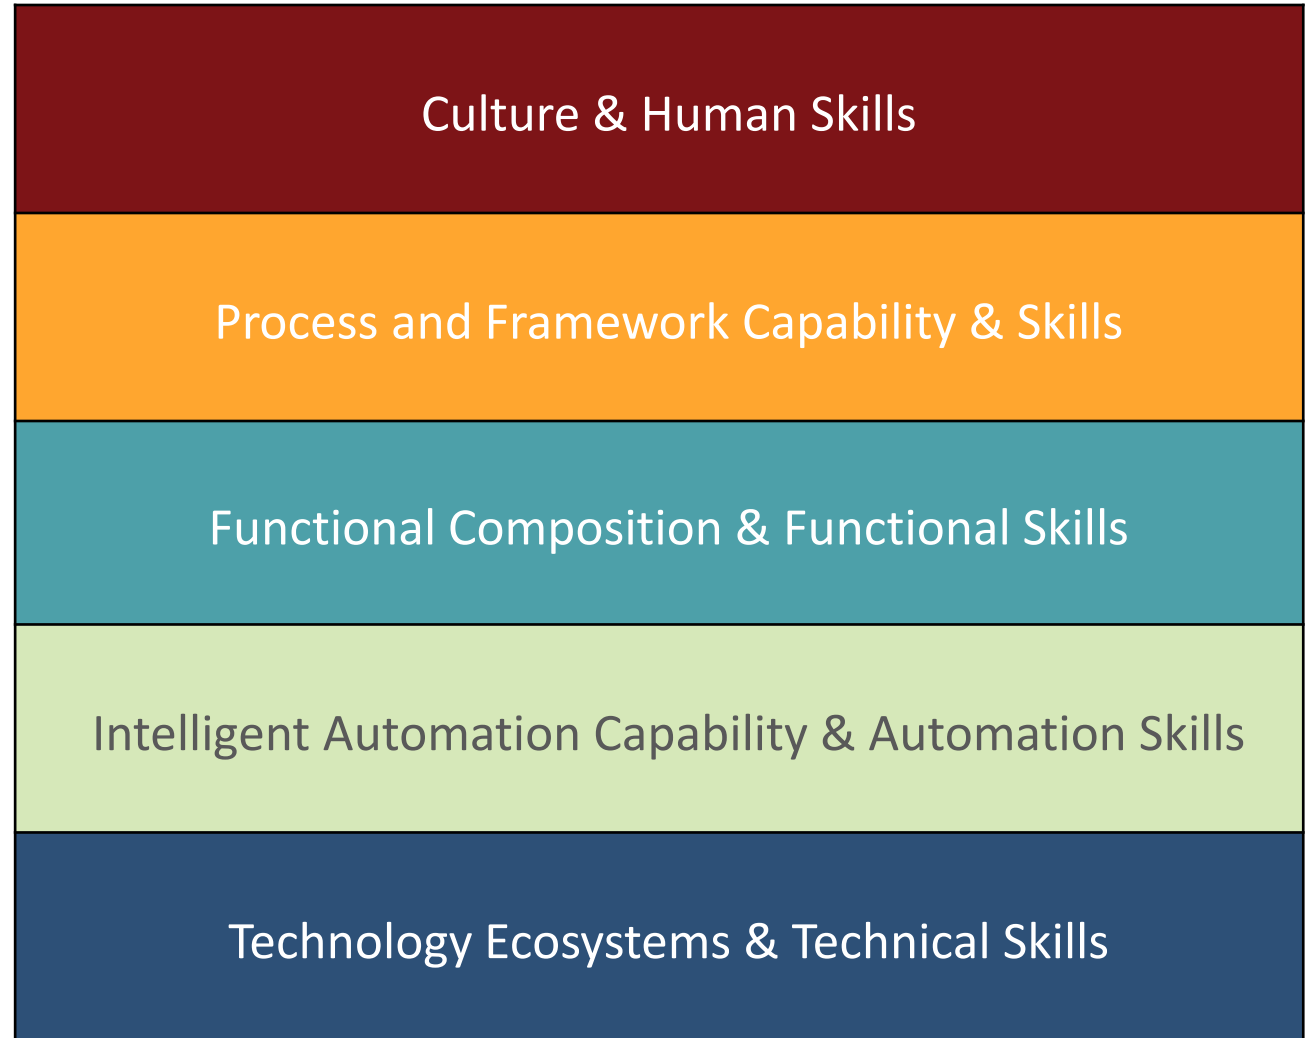 Culture & Human Skills
Process and Framework Capability & Skills
Functional Composition & Functional Skills
Intelligent Automation Capability & Automation Skills
Technology Ecosystems & Technical Skills